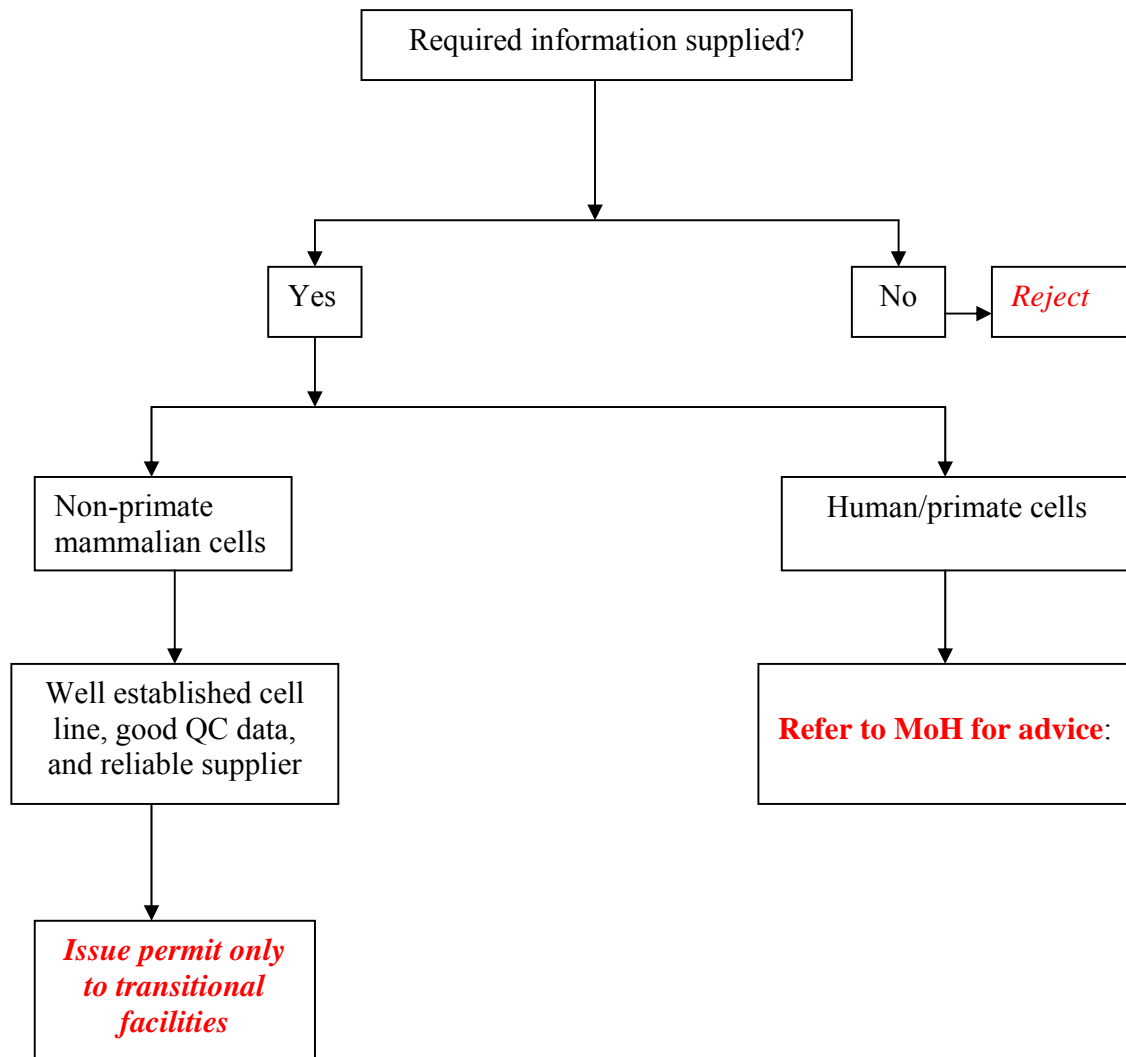 Required information supplied?
Yes
No
Reject
Non-primate
mammalian cells
Human/primate cells
Well established cell
line, good QC data,
and reliable supplier
Refer to MoH for advice:
Issue permit only
to transitional
facilities